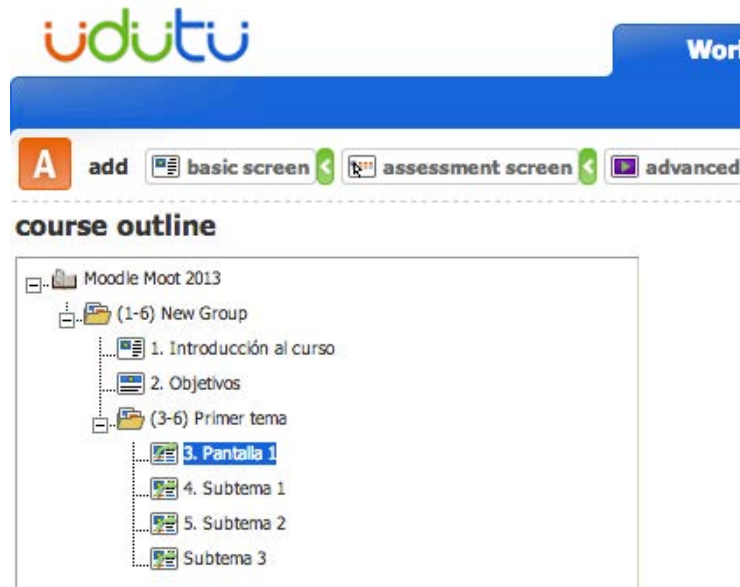 udutu
Wor
A add basic screen < assessment screen < advanced
course outline
Moodle Moot 2013
(1-6) New Group
1. Introducción al curso
2. Objetivos
(3-6) Primer tema
3. Pantalla 1
4. Subtema 1
5. Subtema 2
Subtema 3